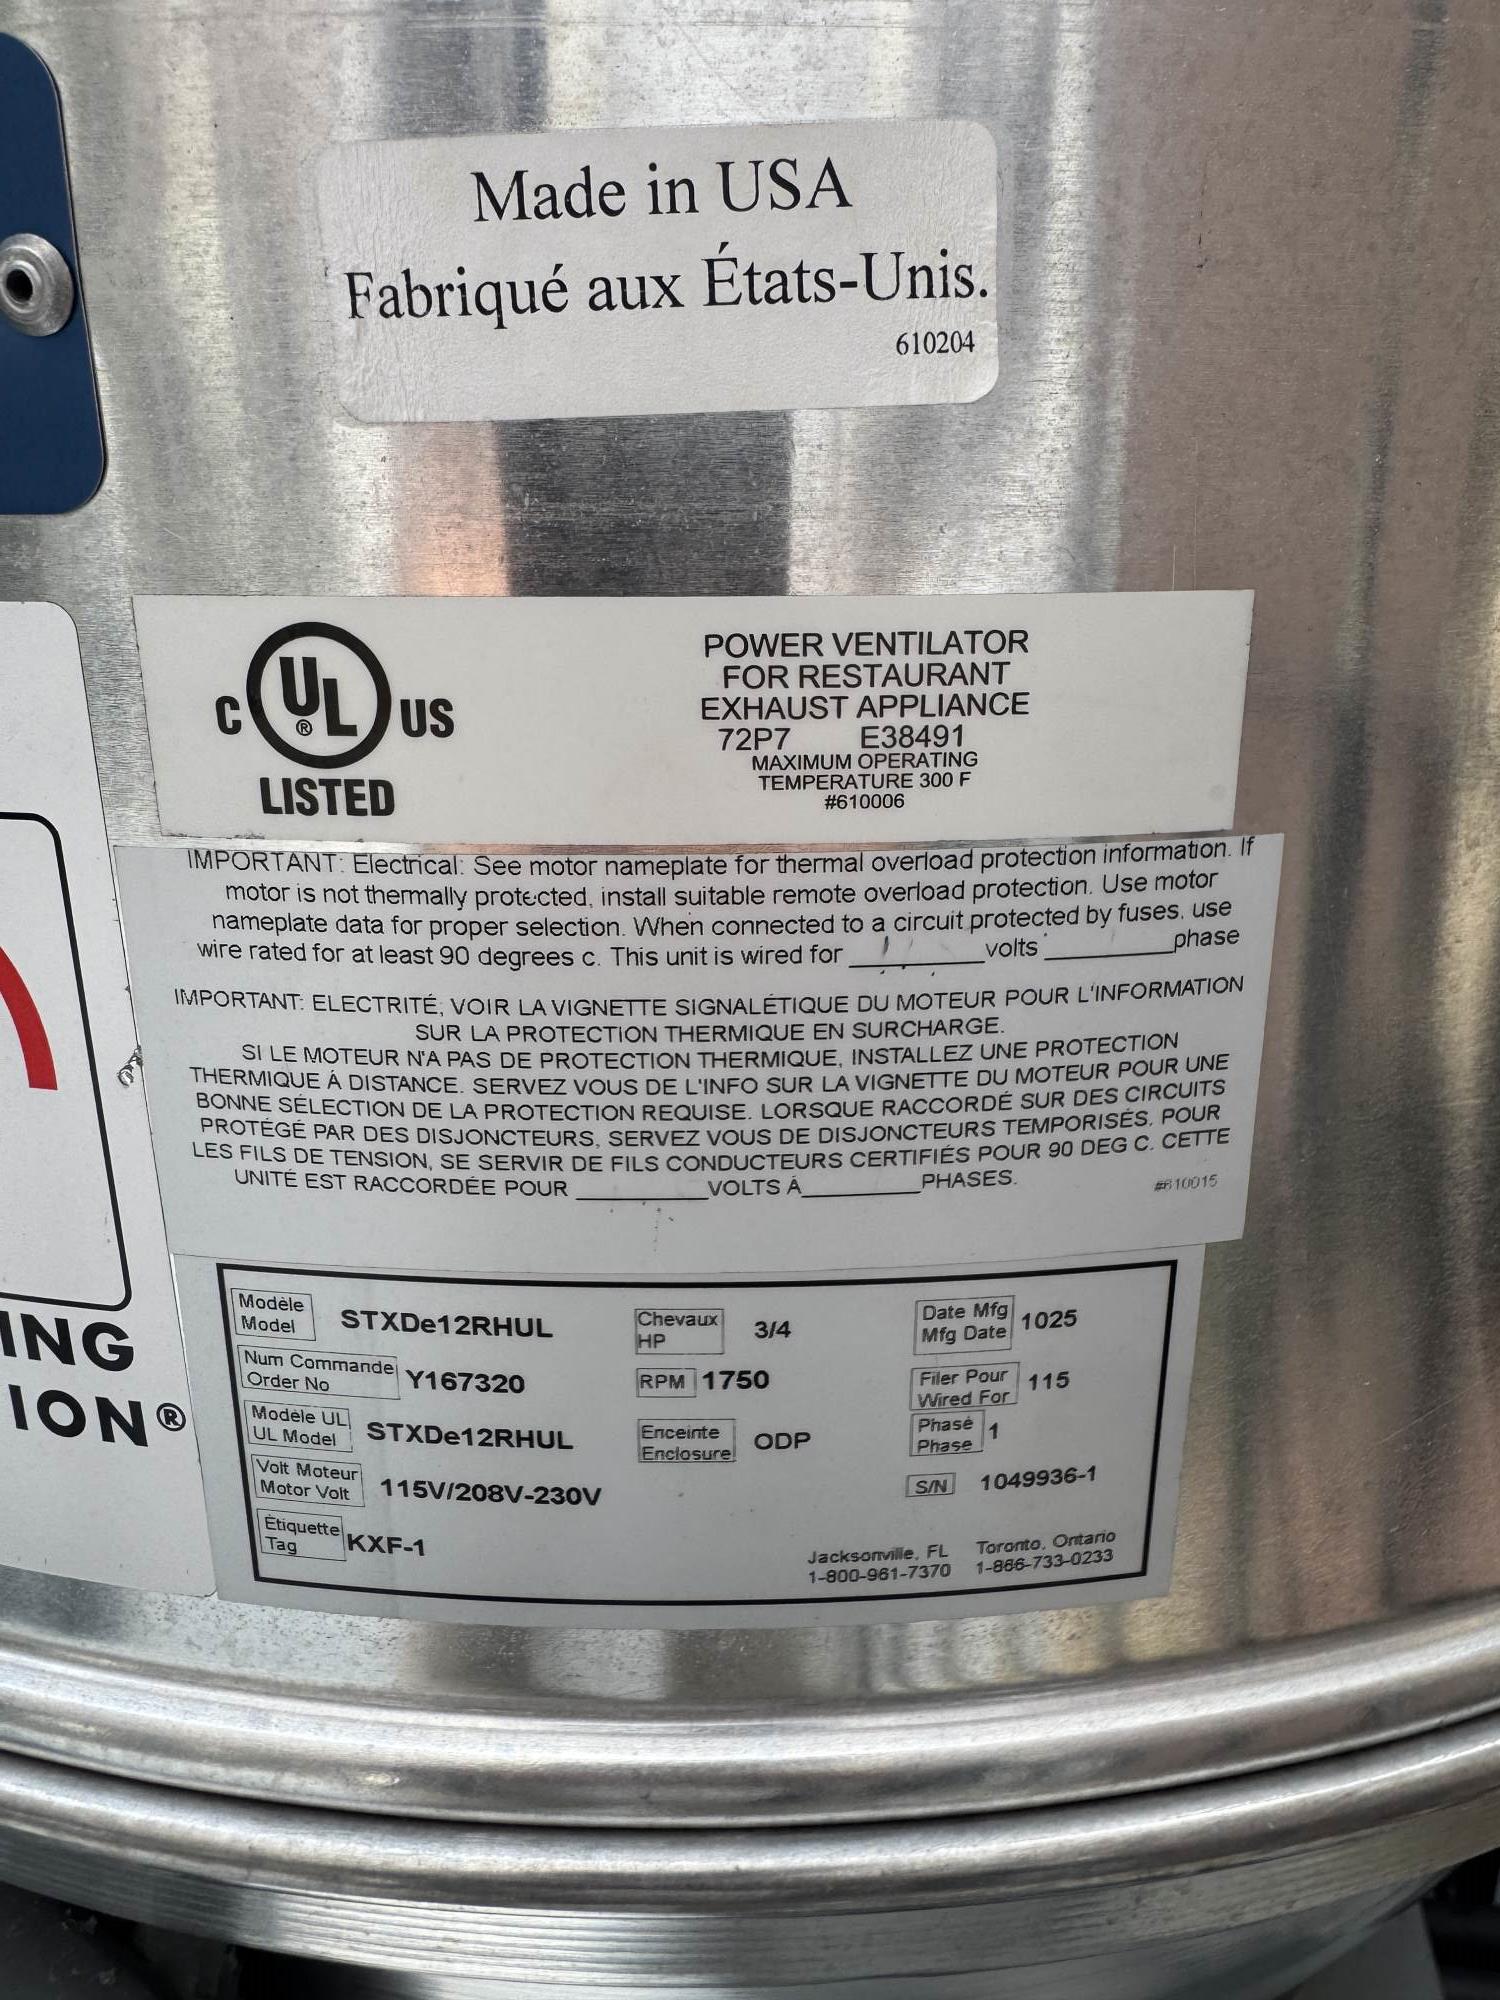 Made in USA
Fabriqué aux États-Unis.
610204
C UL® US
LISTED
POWER VENTILATOR
FOR RESTAURANT
EXHAUST APPLIANCE
72P7 E38491
MAXIMUM OPERATING
TEMPERATURE 300 F
#610006
IMPORTANT: Electrical: See motor nameplate for thermal overload protection information. If
motor is not thermally protected, install suitable remote overload protection. Use motor
nameplate data for proper selection. When connected to a circuit protected by fuses, use
wire rated for at least 90 degrees c. This unit is wired for ________ volts ________ phase
IMPORTANT: ELECTRITÉ; VOIR LA VIGNETTE SIGNALÉTIQUE DU MOTEUR POUR L'INFORMATION
SUR LA PROTECTION THERMIQUE EN SURCHARGE.
SI LE MOTEUR N'A PAS DE PROTECTION THERMIQUE, INSTALLEZ UNE PROTECTION
THERMIQUE Á DISTANCE. SERVEZ VOUS DE L'INFO SUR LA VIGNETTE DU MOTEUR POUR UNE
BONNE SÉLECTION DE LA PROTECTION REQUISE. LORSQUE RACCORDÉ SUR DES CIRCUITS
PROTÉGÉ PAR DES DISJONCTEURS, SERVEZ VOUS DE DISJONCTEURS TEMPORISÉS. POUR
LES FILS DE TENSION, SE SERVIR DE FILS CONDUCTEURS CERTIFIÉS POUR 90 DEG C. CETTE
UNITÉ EST RACCORDÉE POUR ________ VOLTS Á ________ PHASES.
#610015
ING
ION®
Modèle
Model STXDe12RHUL
Chevaux
HP 3/4
Date Mfg
Mfg Date 1025
Num Commande
Order No Y167320
RPM 1750
Filer Pour
Wired For 115
Modèle UL
UL Model STXDe12RHUL
Enceinte
Enclosure ODP
Phasé
Phase 1
Volt Moteur
Motor Volt 115V/208V-230V
S/N 1049936-1
Étiquette
Tag KXF-1
Jacksonville, FL Toronto, Ontario
1-800-961-7370 1-866-733-0233